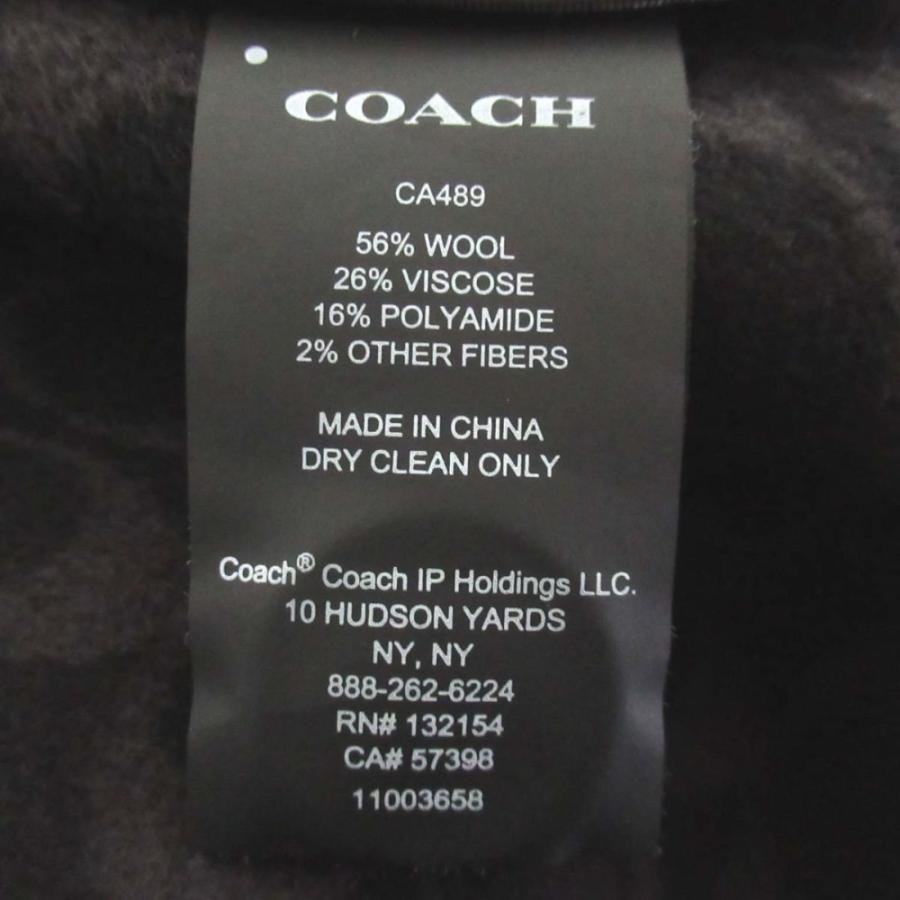 COACH
CA489
56% WOOL
26% VISCOSE
16% POLYAMIDE
2% OTHER FIBERS
MADE IN CHINA
DRY CLEAN ONLY
Coach® Coach IP Holdings LLC.
10 HUDSON YARDS
NY, NY
888-262-6224
RN# 132154
CA# 57398
11003658